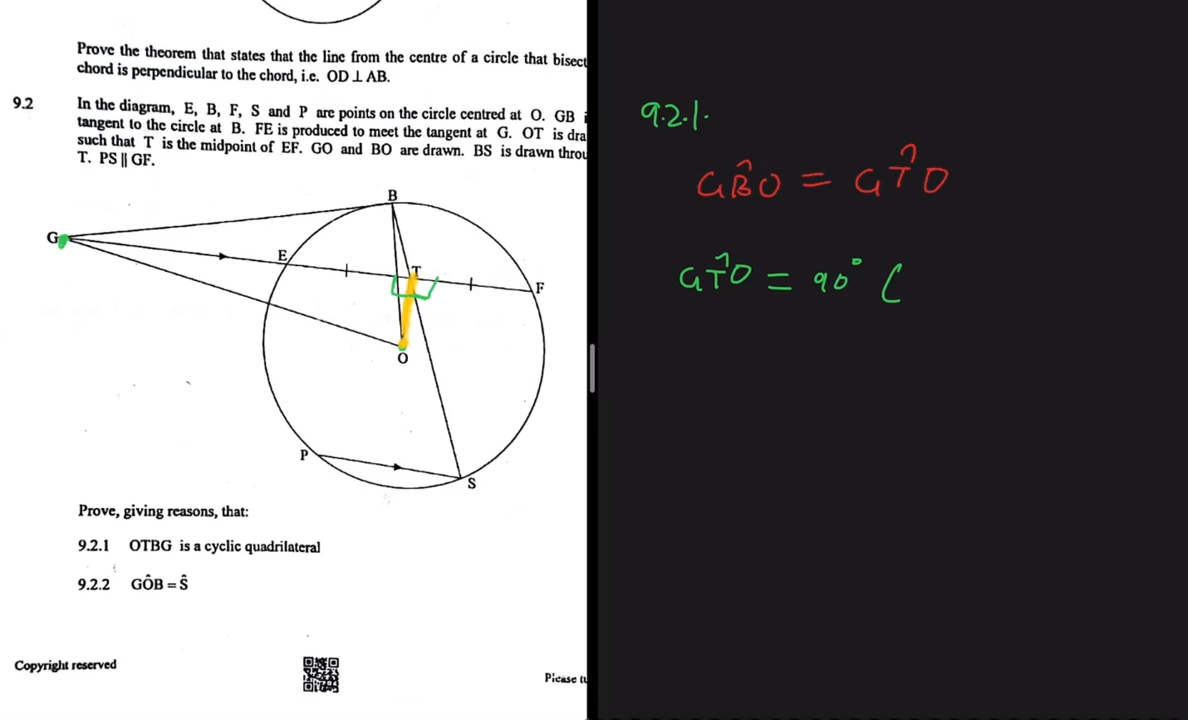 Prove the theorem that states that the line from the centre of a circle that bisect
chord is perpendicular to the chord, i.e. OD ⊥ AB.
9.2 In the diagram, E, B, F, S and P are points on the circle centred at O. GB i
tangent to the circle at B. FE is produced to meet the tangent at G. OT is dra
such that T is the midpoint of EF. GO and BO are drawn. BS is drawn throu
T. PS || GF.
B
G
E
T
F
O
P
S
Prove, giving reasons, that:
9.2.1 OTBG is a cyclic quadrilateral
9.2.2 GÔB = Ŝ
Copyright reserved
Please tu
9.2.1.
GB̂O = GT̂O
GT̂O = 90° (